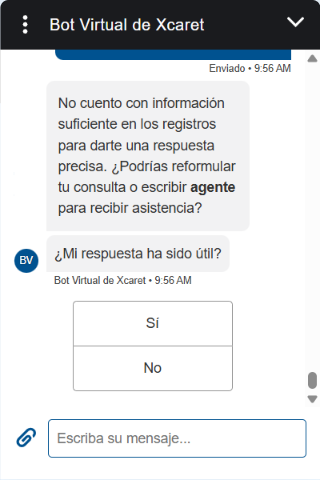 Bot Virtual de Xcaret
Enviado • 9:56 AM
No cuento con información
suficiente en los registros
para darte una respuesta
precisa. ¿Podrías reformular
tu consulta o escribir agente
para recibir asistencia?
¿Mi respuesta ha sido útil?
BV
Bot Virtual de Xcaret • 9:56 AM
Sí
No
Escriba su mensaje...